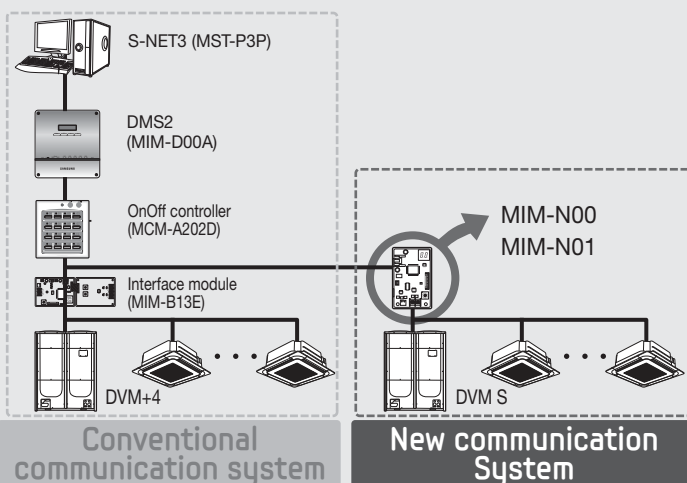 S-NET3 (MST-P3P)
DMS2
(MIM-D00A)
OnOff controller
(MCM-A202D)
Interface module
(MIM-B13E)
DVM+4
MIM-N00
MIM-N01
DVM S
Conventional
communication system
New communication
System